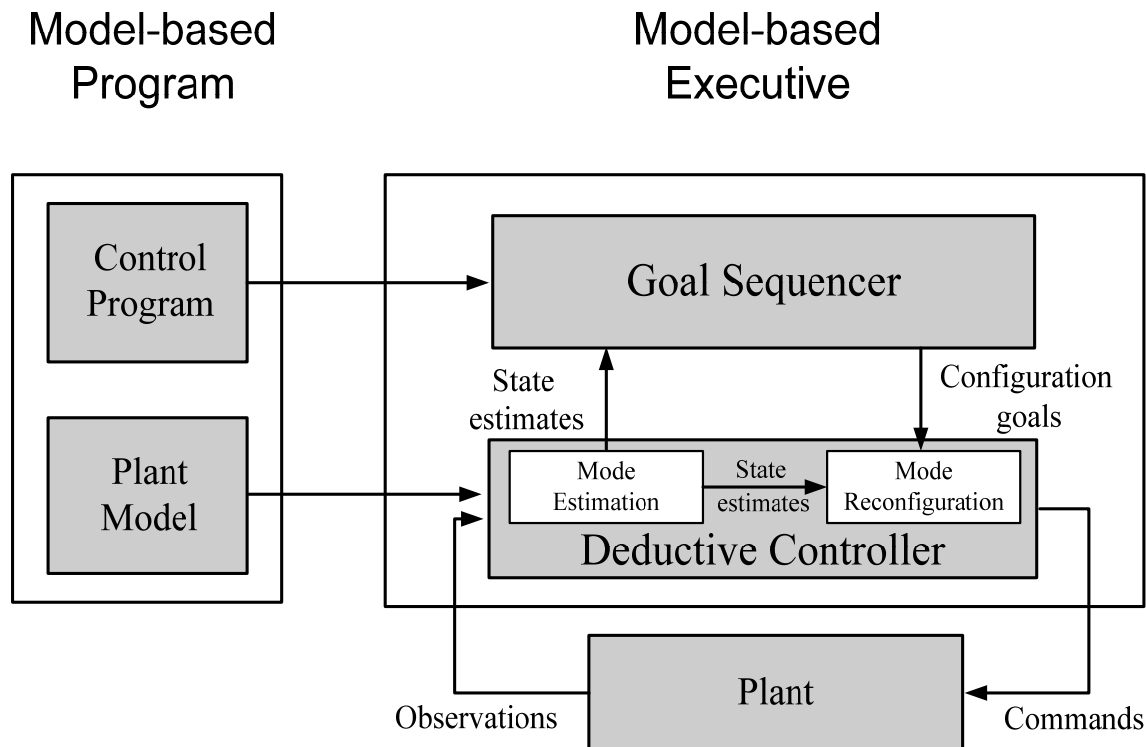 Model-based
Program
Model-based
Executive
Control
Program
Goal Sequencer
State
estimates
Configuration
goals
Plant
Model
Mode
Estimation
State
estimates
Mode
Reconfiguration
Deductive Controller
Plant
Observations
Commands